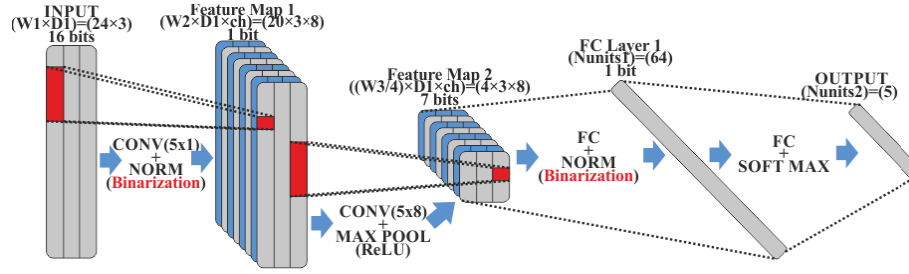 INPUT
(W1×D1)=(24×3)
16 bits
Feature Map 1
(W2×D1×ch)=(20×3×8)
1 bit
CONV(5x1)
+
NORM
(Binarization)
CONV(5x8)
+
MAX POOL
(ReLU)
Feature Map 2
((W3/4)×D1×ch)=(4×3×8)
7 bits
FC
+
NORM
(Binarization)
FC Layer 1
(Nunits1)=(64)
1 bit
FC
+
SOFT MAX
OUTPUT
(Nunits2)=(5)